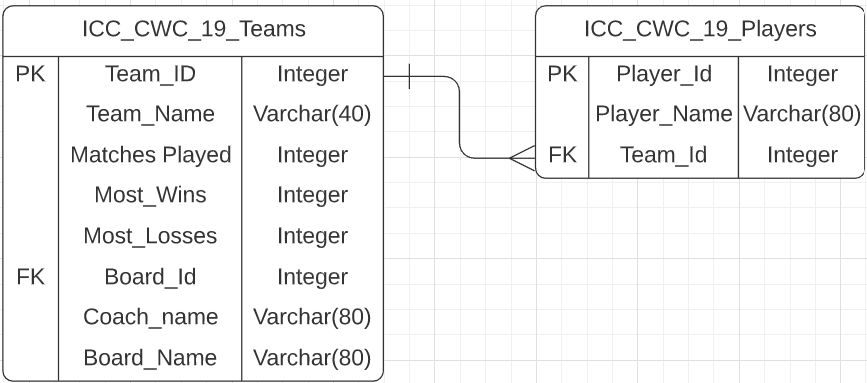 ICC_CWC_19_Teams
PK Team_ID Integer
Team_Name Varchar(40)
Matches Played Integer
Most_Wins Integer
Most_Losses Integer
FK Board_Id Integer
Coach_name Varchar(80)
Board_Name Varchar(80)
ICC_CWC_19_Players
PK Player_Id Integer
Player_Name Varchar(80)
FK Team_Id Integer